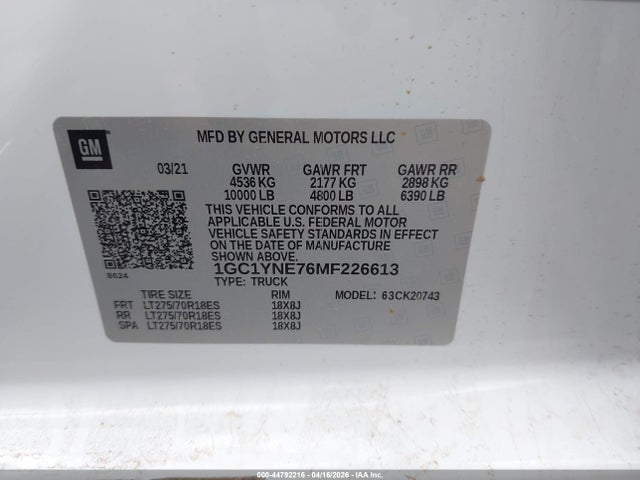 GM
MFD BY GENERAL MOTORS LLC
03/21 GVWR GAWR FRT GAWR RR
4536 KG 2177 KG 2898 KG
10000 LB 4800 LB 6390 LB
THIS VEHICLE CONFORMS TO ALL
APPLICABLE U.S. FEDERAL MOTOR
VEHICLE SAFETY STANDARDS IN EFFECT
ON THE DATE OF MANUFACTURE
SHOWN ABOVE.
8624
1GC1YNE76MF226613
TYPE: TRUCK
TIRE SIZE RIM MODEL: 63CK20743
FRT LT275/70R18ES 18X8J
RR LT275/70R18ES 18X8J
SPA LT275/70R18ES 18X8J
000-44792216 - 04/16/2026 - IAA Inc.